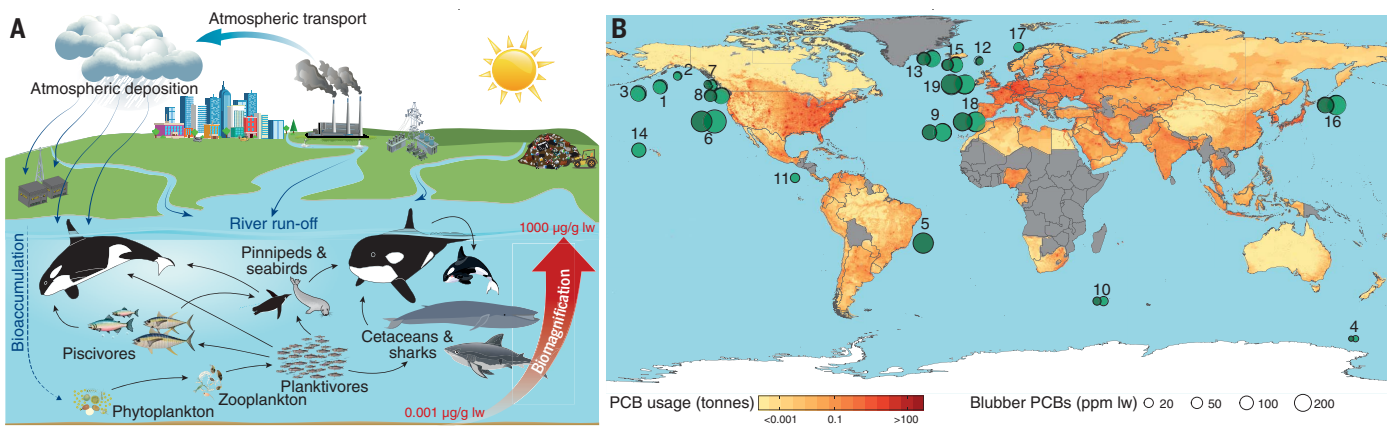 A
Atmospheric transport
Atmospheric deposition
River run-off
1000 µg/g lw
Pinnipeds &
seabirds
Bioaccumulation
Biomagnification
Piscivores
Cetaceans &
sharks
Planktivores
Zooplankton
Phytoplankton
0.001 µg/g lw
B
17
15
12
13
2
7
3
1
8
19
18
9
6
16
14
11
5
10
4
PCB usage (tonnes)
<0.001
0.1
>100
Blubber PCBs (ppm lw)
20
50
100
200